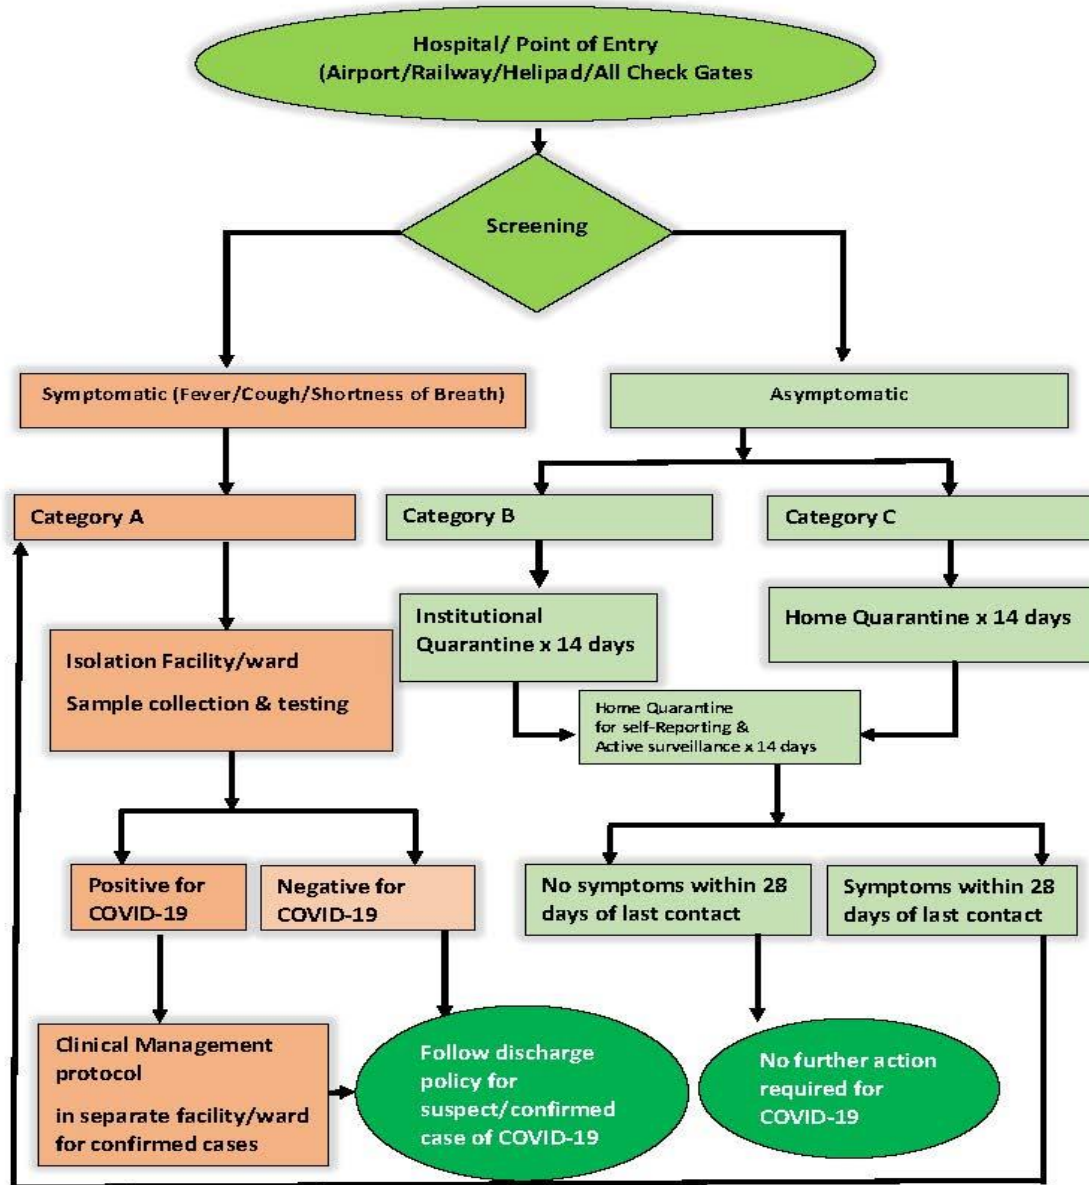 Hospital/ Point of Entry
(Airport/Railway/Helipad/All Check Gates
Screening
Symptomatic (Fever/Cough/Shortness of Breath)
Asymptomatic
Category A
Category B
Category C
Institutional
Quarantine x 14 days
Home Quarantine x 14 days
Isolation Facility/ward
Sample collection & testing
Home Quarantine
for self-Reporting &
Active surveillance x 14 days
Positive for
COVID-19
Negative for
COVID-19
No symptoms within 28
days of last contact
Symptoms within 28
days of last contact
Clinical Management
protocol
in separate facility/ward
for confirmed cases
Follow discharge
policy for
suspect/confirmed
case of COVID-19
No further action
required for
COVID-19